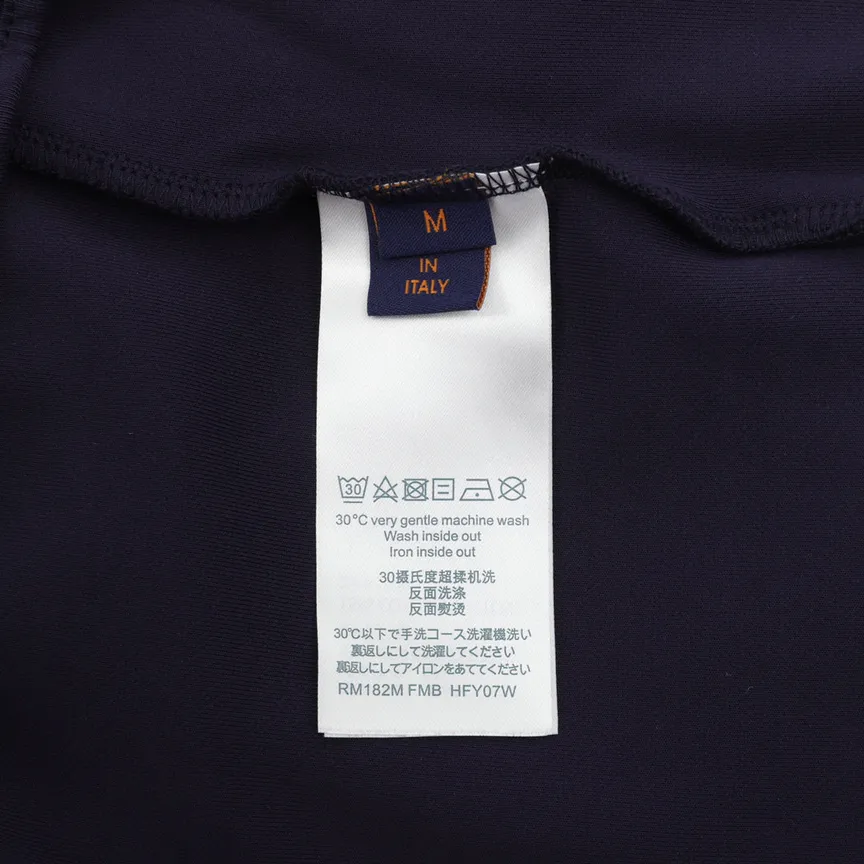 M
IN
ITALY
30
30°C very gentle machine wash
Wash inside out
Iron inside out
30摄氏度超揉机洗
反面洗涤
反面熨烫
30℃以下で手洗コース洗濯機洗い
裏返しにして洗濯してください
裏返しにしてアイロンをあててください
RM182M FMB HFY07W